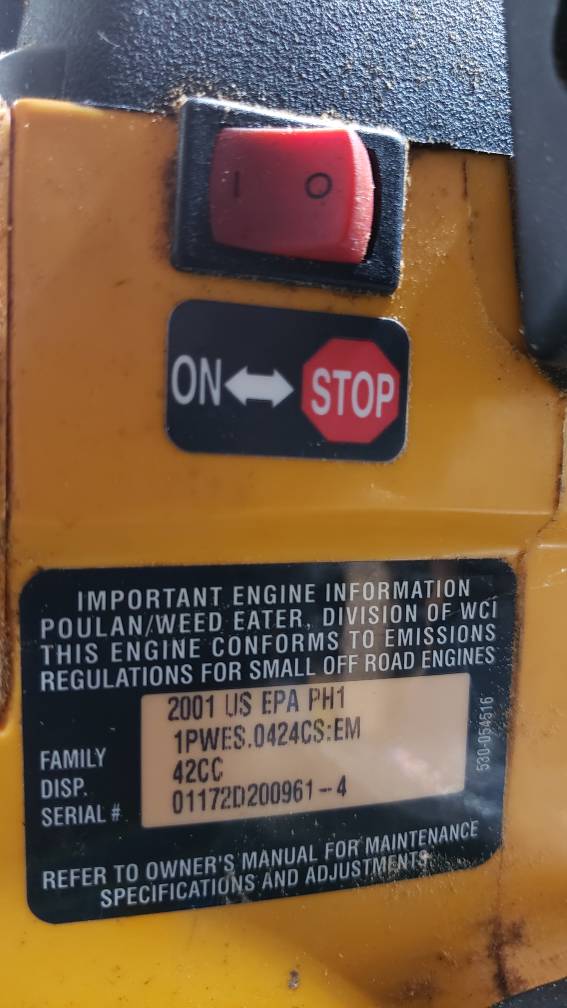 I O
ON STOP
IMPORTANT ENGINE INFORMATION
POULAN/WEED EATER, DIVISION OF WCI
THIS ENGINE CONFORMS TO EMISSIONS
REGULATIONS FOR SMALL OFF ROAD ENGINES
2001 US EPA PH1
FAMILY 1PWES.0424CS:EM
DISP. 42CC
SERIAL # 01172D200961-4
530-054516
REFER TO OWNER'S MANUAL FOR MAINTENANCE
SPECIFICATIONS AND ADJUSTMENTS